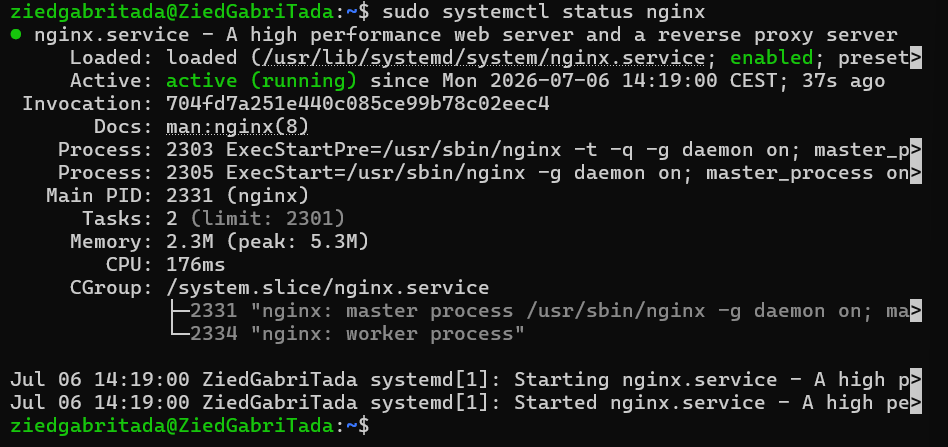 ziedgabritada@ZiedGabriTada:~$ sudo systemctl status nginx
● nginx.service - A high performance web server and a reverse proxy server
Loaded: loaded (/usr/lib/systemd/system/nginx.service; enabled; preset>
Active: active (running) since Mon 2026-07-06 14:19:00 CEST; 37s ago
Invocation: 704fd7a251e440c085ce99b78c02eec4
Docs: man:nginx(8)
Process: 2303 ExecStartPre=/usr/sbin/nginx -t -q -g daemon on; master_p>
Process: 2305 ExecStart=/usr/sbin/nginx -g daemon on; master_process on>
Main PID: 2331 (nginx)
Tasks: 2 (limit: 2301)
Memory: 2.3M (peak: 5.3M)
CPU: 176ms
CGroup: /system.slice/nginx.service
├─2331 "nginx: master process /usr/sbin/nginx -g daemon on; ma>
└─2334 "nginx: worker process"
Jul 06 14:19:00 ZiedGabriTada systemd[1]: Starting nginx.service - A high p>
Jul 06 14:19:00 ZiedGabriTada systemd[1]: Started nginx.service - A high pe>
ziedgabritada@ZiedGabriTada:~$